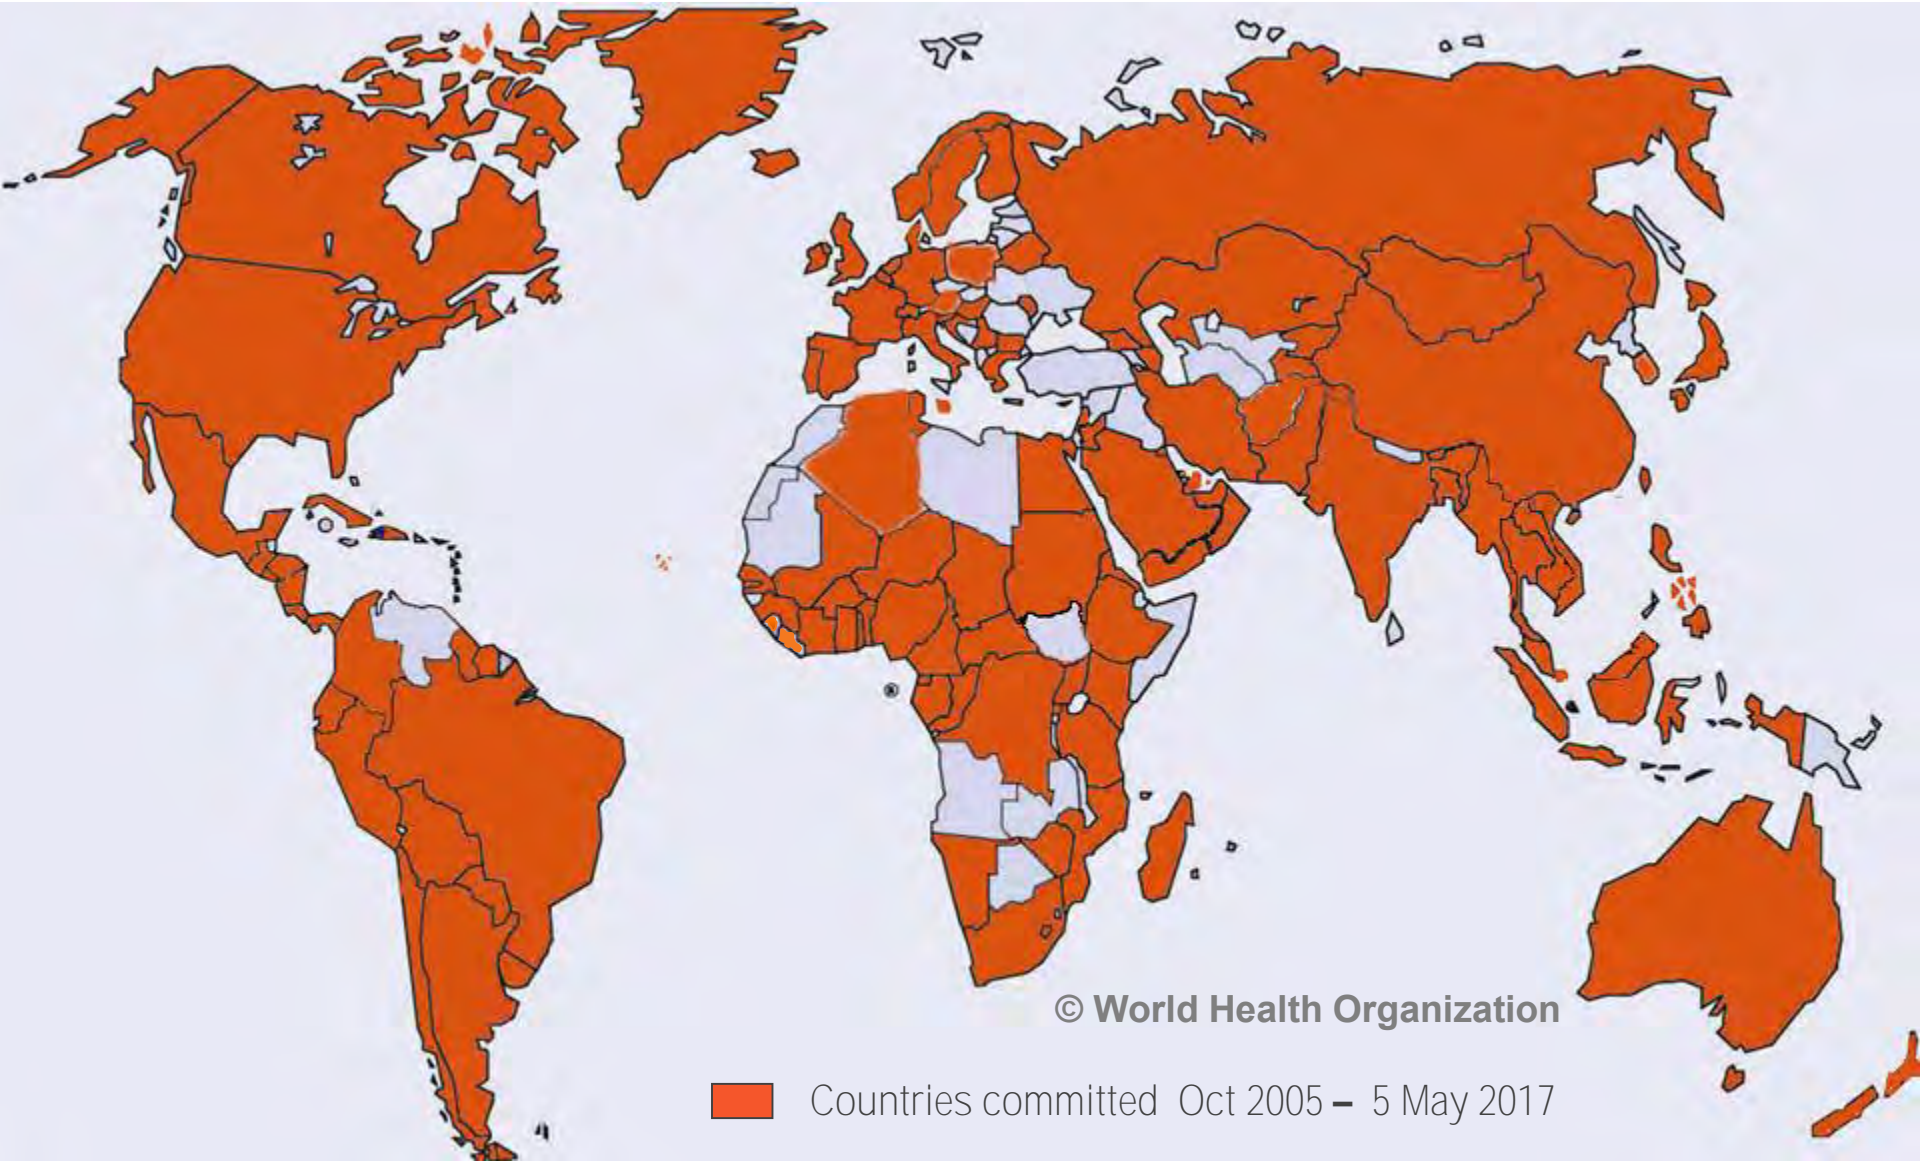 © World Health Organization
Countries committed Oct 2005 – 5 May 2017